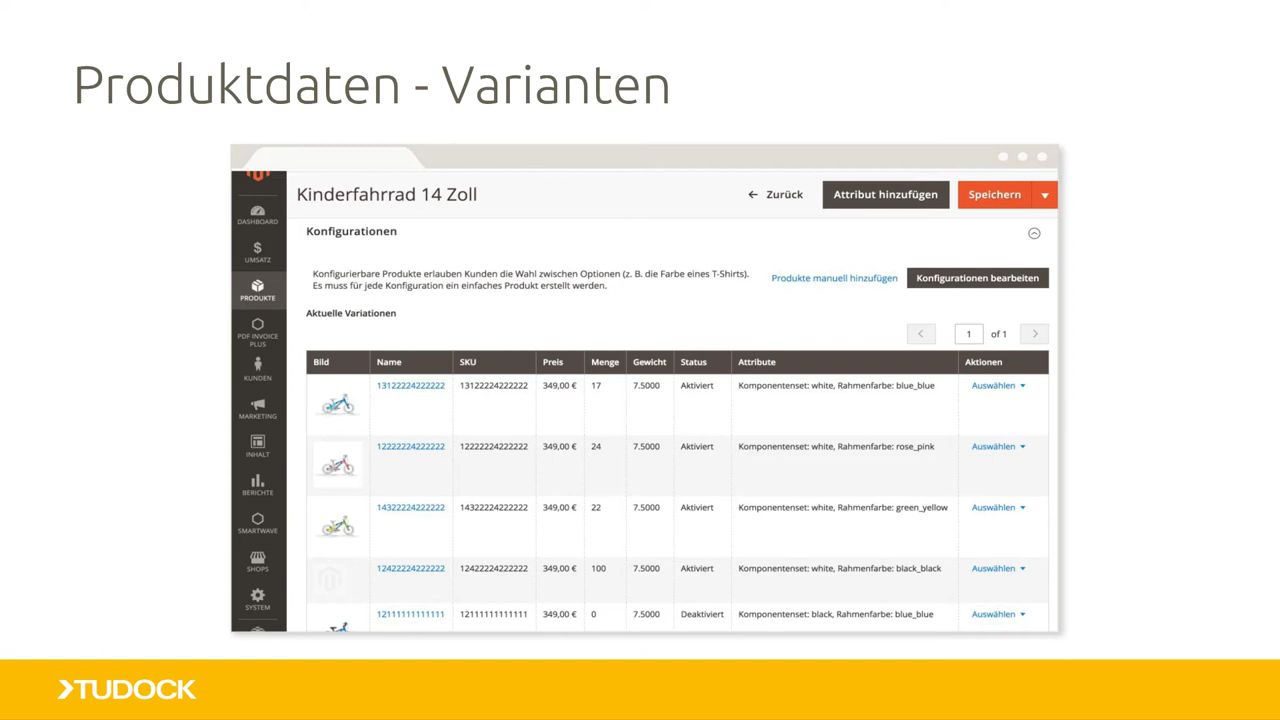 Produktdaten - Varianten
Kinderfahrrad 14 Zoll
← Zurück
Attribut hinzufügen
Speichern
DASHBOARD
UMSATZ
PRODUKTE
PDF INVOICE
PLUS
KUNDEN
MARKETING
INHALT
BERICHTE
SMARTWAVE
SHOPS
SYSTEM
Konfigurationen
Konfigurierbare Produkte erlauben Kunden die Wahl zwischen Optionen (z. B. die Farbe eines T-Shirts).
Es muss für jede Konfiguration ein einfaches Produkt erstellt werden.
Produkte manuell hinzufügen
Konfigurationen bearbeiten
Aktuelle Variationen
1 of 1
Bild Name SKU Preis Menge Gewicht Status Attribute Aktionen
13122224222222 13122224222222 349,00 € 17 7.5000 Aktiviert Komponentenset: white, Rahmenfarbe: blue_blue Auswählen
12222224222222 12222224222222 349,00 € 24 7.5000 Aktiviert Komponentenset: white, Rahmenfarbe: rose_pink Auswählen
14322224222222 14322224222222 349,00 € 22 7.5000 Aktiviert Komponentenset: white, Rahmenfarbe: green_yellow Auswählen
12422224222222 12422224222222 349,00 € 100 7.5000 Aktiviert Komponentenset: white, Rahmenfarbe: black_black Auswählen
12111111111111 12111111111111 349,00 € 0 7.5000 Deaktiviert Komponentenset: black, Rahmenfarbe: blue_blue Auswählen
TUDOCK